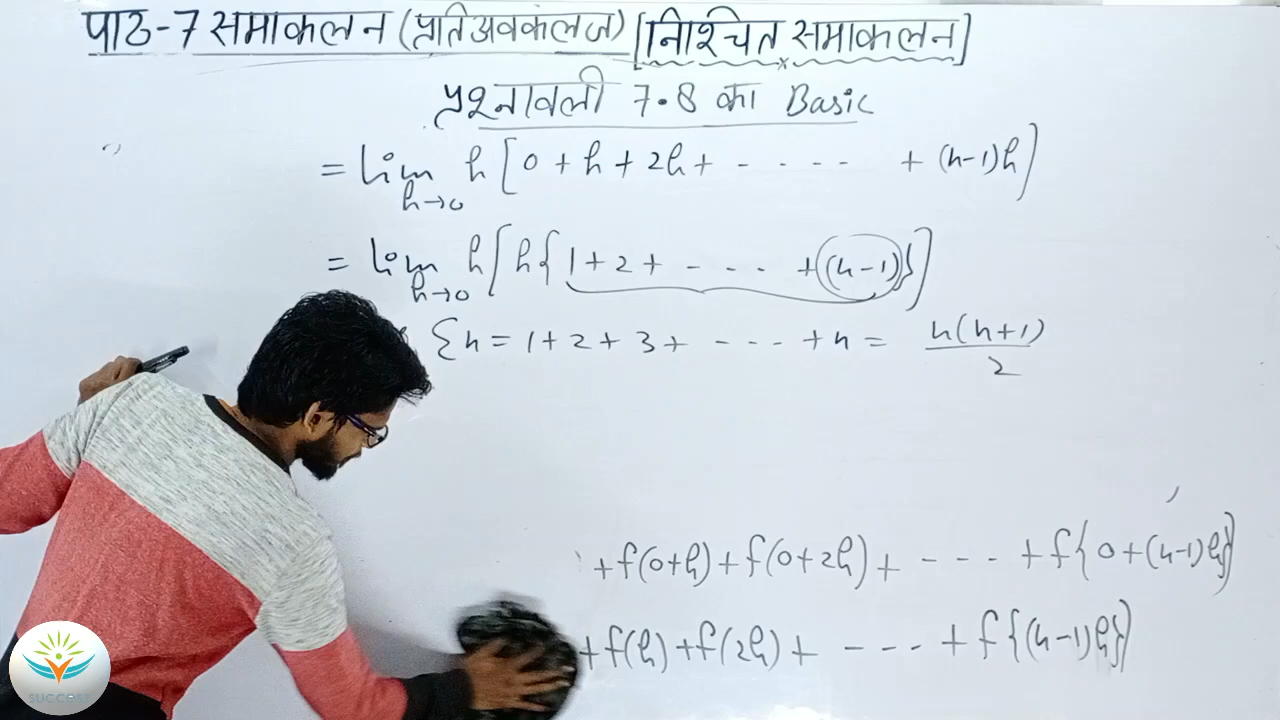 पाठ-7 समाकलन (प्रतिअवकलज) [निश्चित समाकलन]
प्रश्नावली 7.8 का Basic
= lim h→0 h [0 + h + 2h + - - - - - + (n-1)h]
= lim h→0 h [h {1 + 2 + - - - - + (n-1)}]
{n = 1 + 2 + 3 + - - - - + n = n(n+1)/2
+ f(0+h) + f(0+2h) + - - - - + f{0 + (n-1)h}]
+ f(h) + f(2h) + - - - - + f{(n-1)h}]
SUCCESS